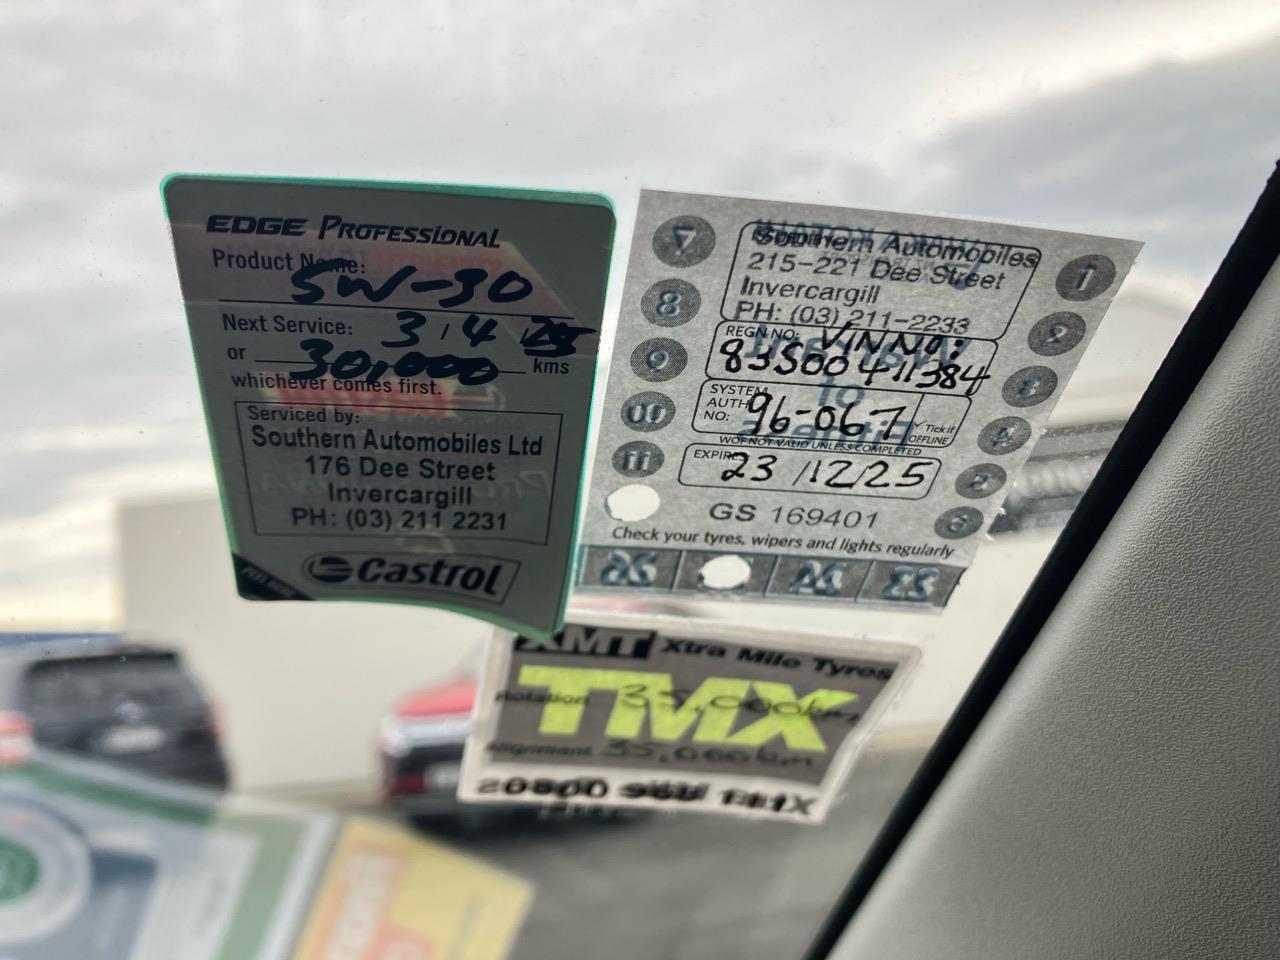 EDGE PROFESSIONAL
Product Name:
5W-30
Next Service: 3/4/25
or 30,000 kms
whichever comes first.
Serviced by:
Southern Automobiles Ltd
176 Dee Street
Invercargill
PH: (03) 211 2231
Castrol
7
8
9
10
11
Southern Automobiles
215-221 Dee Street
Invercargill
PH: (03) 211-2233
REGN NO: VIN NO:
83S00411384
SYSTEM
AUTH
NO: 96-067
Tick if
OFFLINE
WOF NOT VALID UNLESS COMPLETED
EXPIRES 23/12/25
GS 169401
Check your tyres, wipers and lights regularly
1
2
3
4
5
6
26
24
23
XMT Xtra Mile Tyres
TMX
Rotation 35,000km
Alignment 35,000km